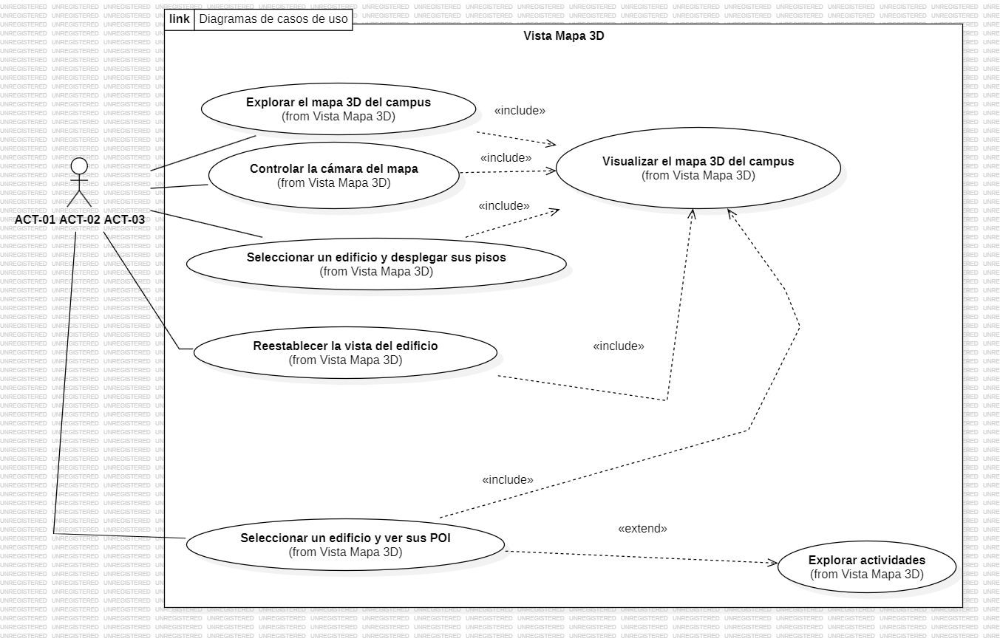 link Diagramas de casos de uso
Vista Mapa 3D
Explorar el mapa 3D del campus
(from Vista Mapa 3D)
«include»
Controlar la cámara del mapa
(from Vista Mapa 3D)
«include»
Visualizar el mapa 3D del campus
(from Vista Mapa 3D)
«include»
ACT-01 ACT-02 ACT-03
Seleccionar un edificio y desplegar sus pisos
(from Vista Mapa 3D)
Reestablecer la vista del edificio
(from Vista Mapa 3D)
«include»
«include»
Seleccionar un edificio y ver sus POI
(from Vista Mapa 3D)
«extend»
Explorar actividades
(from Vista Mapa 3D)
UNREGISTERED